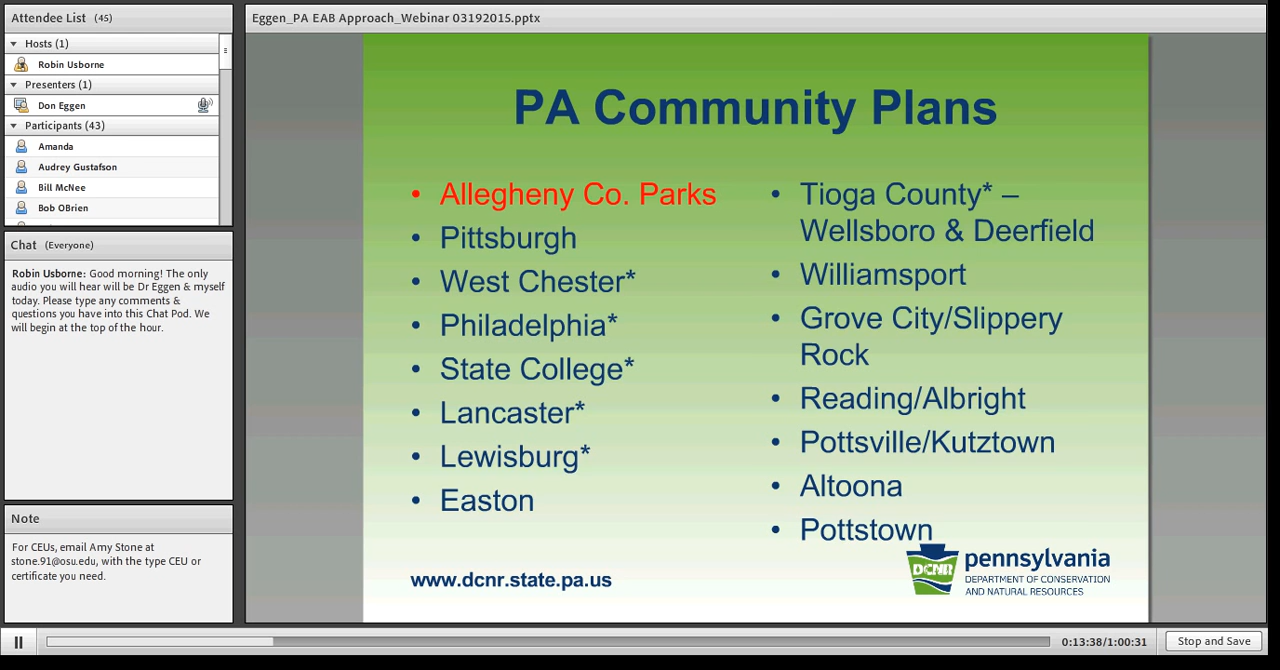 Attendee List (45)
Hosts (1)
Robin Usborne
Presenters (1)
Don Eggen
Participants (43)
Amanda
Audrey Gustafson
Bill McNee
Bob OBrien
Chat (Everyone)
Robin Usborne: Good morning! The only
audio you will hear will be Dr Eggen & myself
today. Please type any comments &
questions you have into this Chat Pod. We
will begin at the top of the hour.
Note
For CEUs, email Amy Stone at
stone.91@osu.edu, with the type CEU or
certificate you need.
Eggen_PA EAB Approach_Webinar 03192015.pptx
PA Community Plans
• Allegheny Co. Parks
• Pittsburgh
• West Chester*
• Philadelphia*
• State College*
• Lancaster*
• Lewisburg*
• Easton
• Tioga County* –
Wellsboro & Deerfield
• Williamsport
• Grove City/Slippery
Rock
• Reading/Albright
• Pottsville/Kutztown
• Altoona
• Pottstown
www.dcnr.state.pa.us
DCNR
pennsylvania
DEPARTMENT OF CONSERVATION
AND NATURAL RESOURCES
0:13:38/1:00:31
Stop and Save